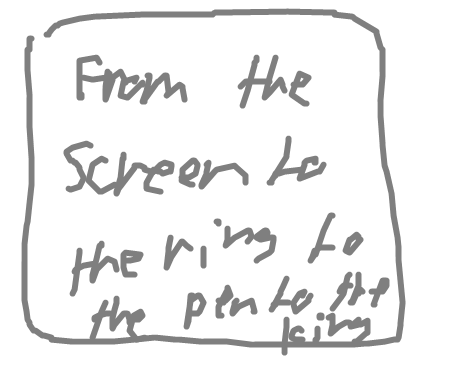 From the
Screen to
the ring to
the pen to the
king